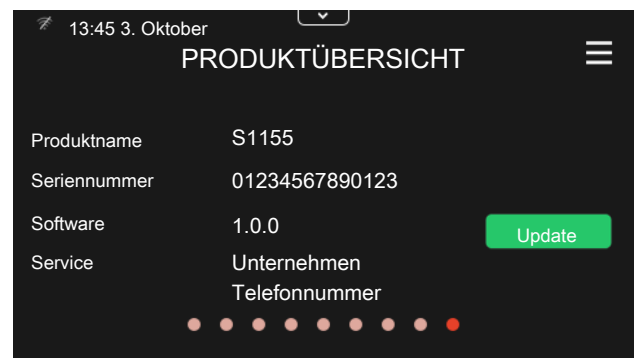 13:45 3. Oktober
PRODUKTÜBERSICHT
Produktname S1155
Seriennummer 01234567890123
Software 1.0.0 Update
Service Unternehmen
Telefonnummer